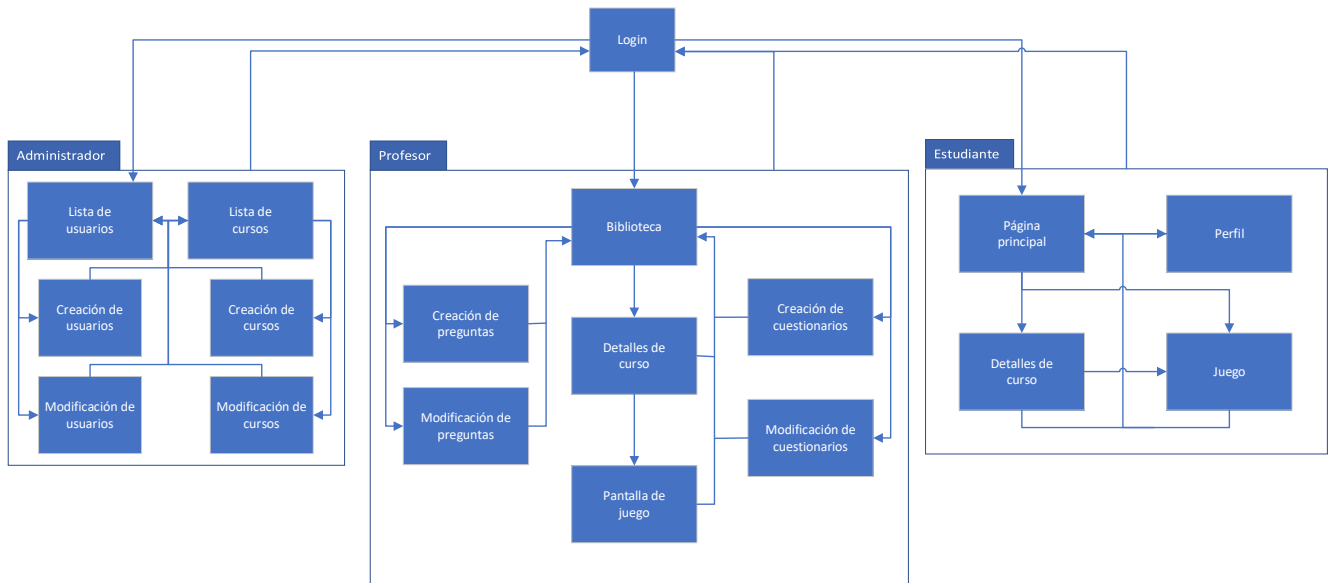 Login
Administrador
Lista de
usuarios
Lista de
cursos
Creación de
usuarios
Creación de
cursos
Modificación de
usuarios
Modificación de
cursos
Profesor
Biblioteca
Creación de
preguntas
Detalles de
curso
Creación de
cuestionarios
Modificación de
preguntas
Modificación de
cuestionarios
Pantalla de
juego
Estudiante
Página
principal
Perfil
Detalles de
curso
Juego